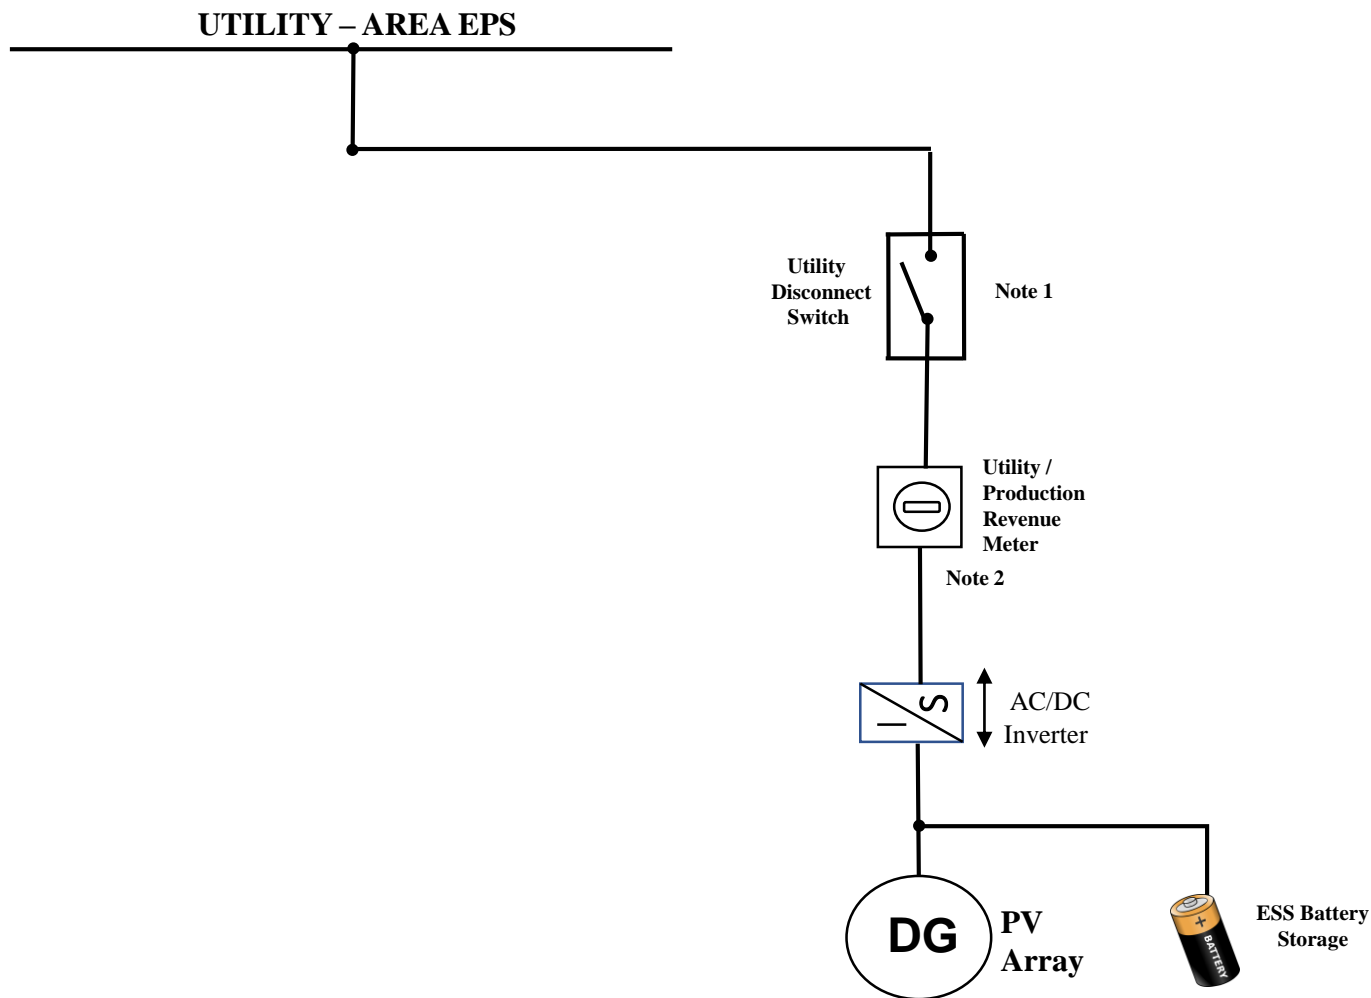 UTILITY – AREA EPS
Utility
Disconnect
Switch
Note 1
Utility /
Production
Revenue
Meter
Note 2
AC/DC
Inverter
DG
PV
Array
+
BATTERY
ESS Battery
Storage